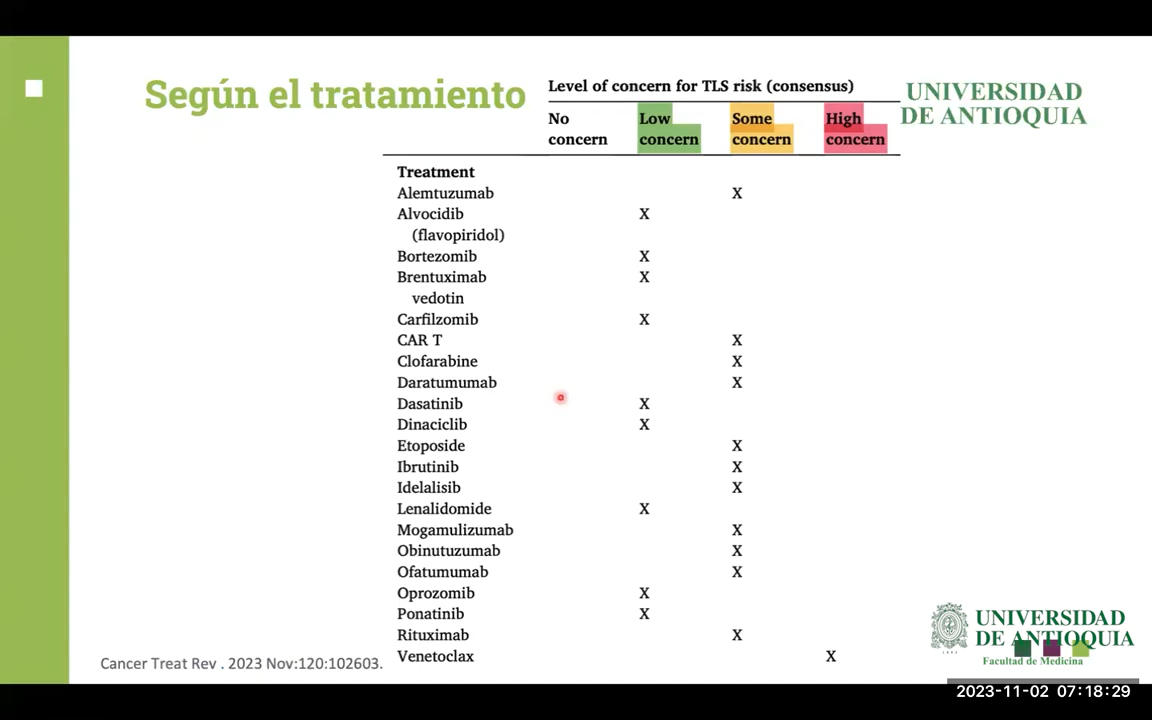 Según el tratamiento
Level of concern for TLS risk (consensus)
UNIVERSIDAD
DE ANTIOQUIA
No concern
Low concern
Some concern
High concern
Treatment
Alemtuzumab X
Alvocidib X
(flavopiridol)
Bortezomib X
Brentuximab X
vedotin
Carfilzomib X
CAR T X
Clofarabine X
Daratumumab X
Dasatinib X
Dinaciclib X
Etoposide X
Ibrutinib X
Idelalisib X
Lenalidomide X
Mogamulizumab X
Obinutuzumab X
Ofatumumab X
Oprozomib X
Ponatinib X
Rituximab X
Venetoclax X
Cancer Treat Rev . 2023 Nov:120:102603.
UNIVERSIDAD
DE ANTIOQUIA
Facultad de Medicina
2023-11-02 07:18:29